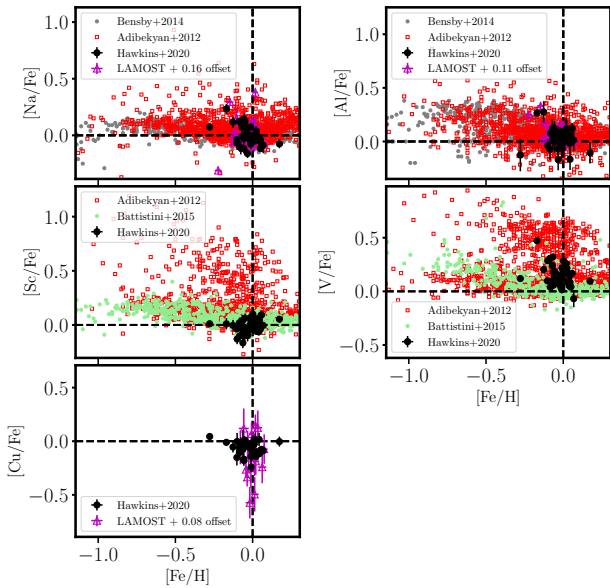 Bensby+2014
Adibekyan+2012
Hawkins+2020
LAMOST + 0.16 offset
[Na/Fe]
1.0
0.5
0.0
Bensby+2014
Adibekyan+2012
Hawkins+2020
LAMOST + 0.11 offset
[Al/Fe]
1.0
0.5
0.0
Adibekyan+2012
Battistini+2015
Hawkins+2020
[Sc/Fe]
1.0
0.5
0.0
Adibekyan+2012
Battistini+2015
Hawkins+2020
[V/Fe]
0.5
0.0
−0.5
−1.0
−0.5
0.0
[Fe/H]
Hawkins+2020
LAMOST + 0.08 offset
[Cu/Fe]
0.5
0.0
−0.5
−1.0
−0.5
0.0
[Fe/H]